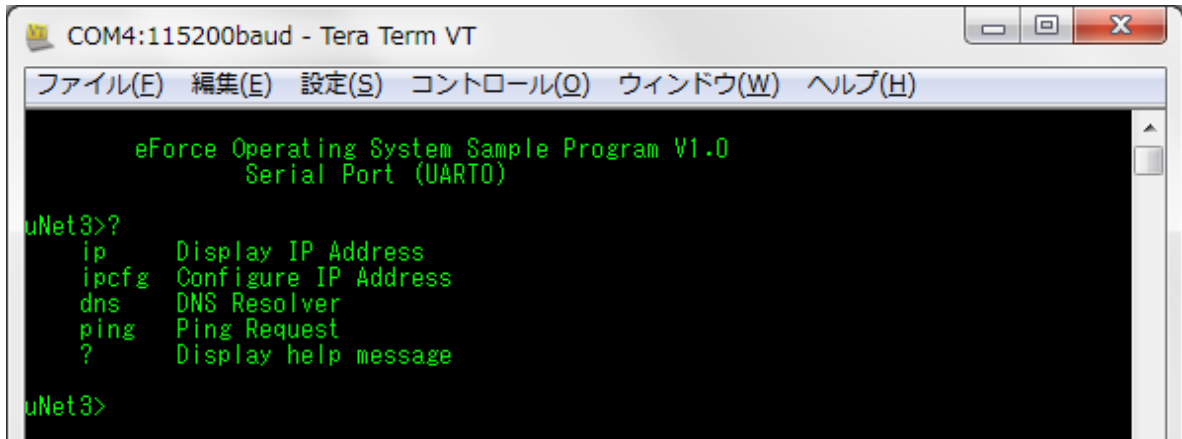 COM4:115200baud - Tera Term VT
ファイル(F) 編集(E) 設定(S) コントロール(O) ウィンドウ(W) ヘルプ(H)
eForce Operating System Sample Program V1.0
Serial Port (UART0)
uNet3>?
ip Display IP Address
ipcfg Configure IP Address
dns DNS Resolver
ping Ping Request
? Display help message
uNet3>